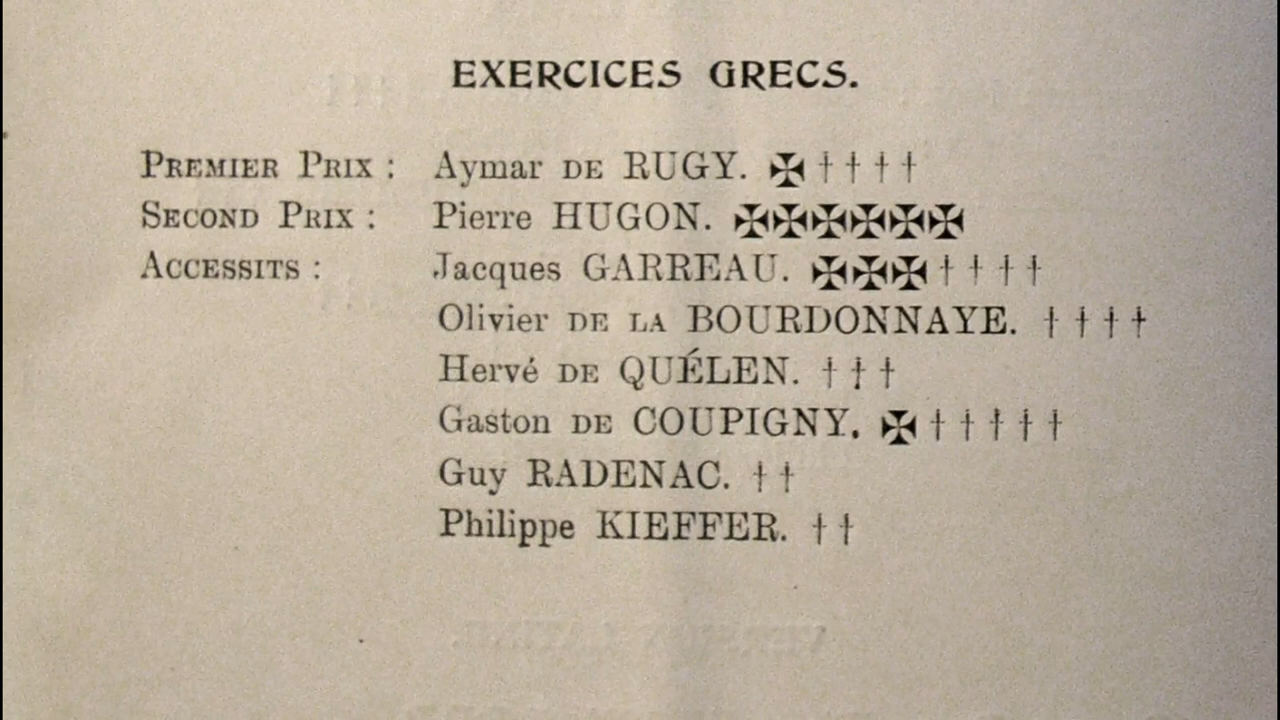 EXERCICES GRECS.
PREMIER PRIX : Aymar DE RUGY. ✠ † † † †
SECOND PRIX : Pierre HUGON. ✠✠✠✠✠✠
ACCESSITS : Jacques GARREAU. ✠✠✠ † † † †
Olivier DE LA BOURDONNAYE. † † † †
Hervé DE QUÉLEN. † † †
Gaston DE COUPIGNY. ✠ † † † † †
Guy RADENAC. † †
Philippe KIEFFER. † †